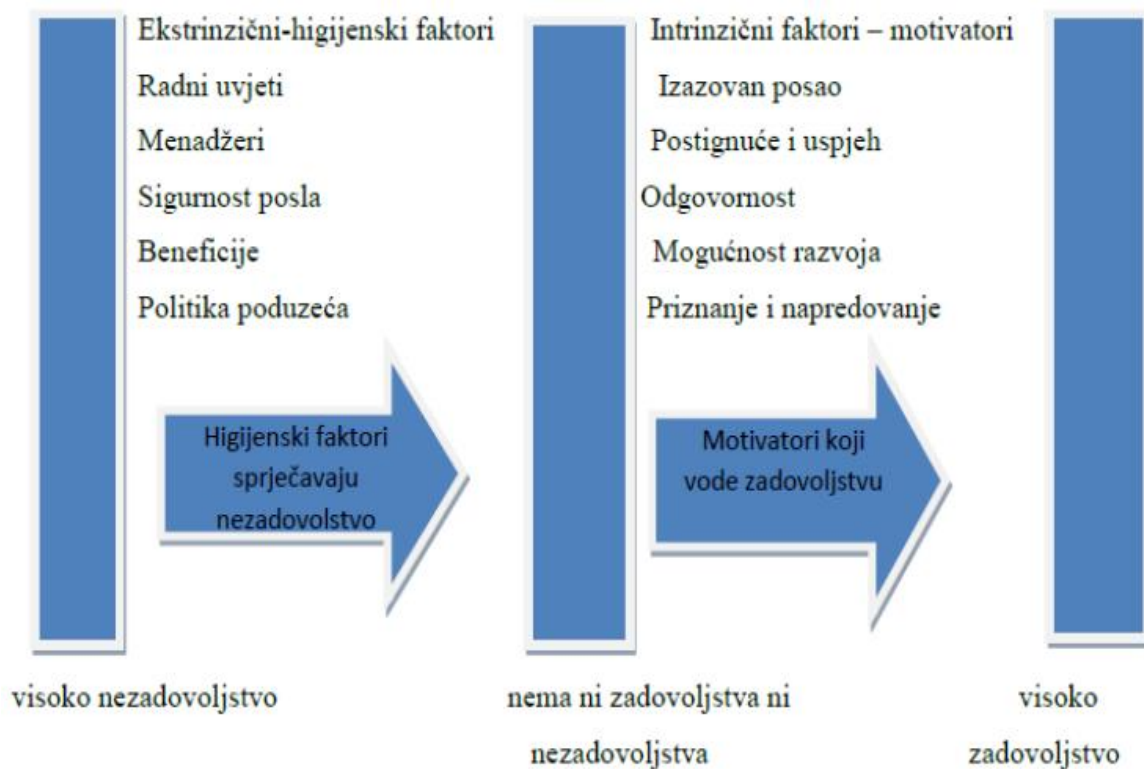 Ekstrinzični-higijenski faktori
Radni uvjeti
Menadžeri
Sigurnost posla
Beneficije
Politika poduzeća
Intrinzični faktori – motivatori
Izazovan posao
Postignuće i uspjeh
Odgovornost
Mogućnost razvoja
Priznanje i napredovanje
Higijenski faktori
sprječavaju
nezadovolstvo
Motivatori koji
vode zadovoljstvu
visoko nezadovoljstvo
nema ni zadovoljstva ni
nezadovoljstva
visoko
zadovoljstvo